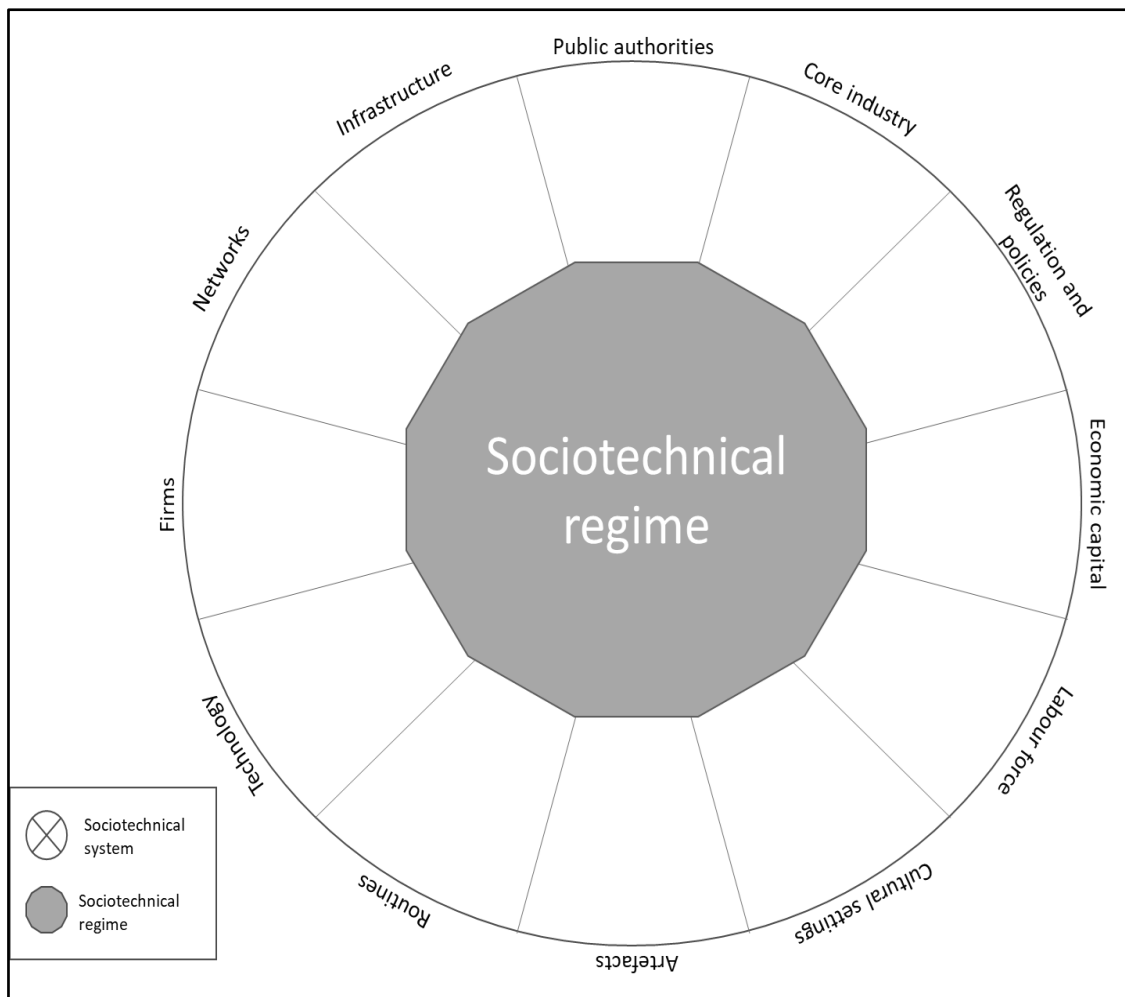 Public authorities
Core industry
Regulation and
policies
Economic capital
Labour force
Cultural settings
Artefacts
Routines
Technology
Firms
Networks
Infrastructure
Sociotechnical
regime
Sociotechnical
system
Sociotechnical
regime